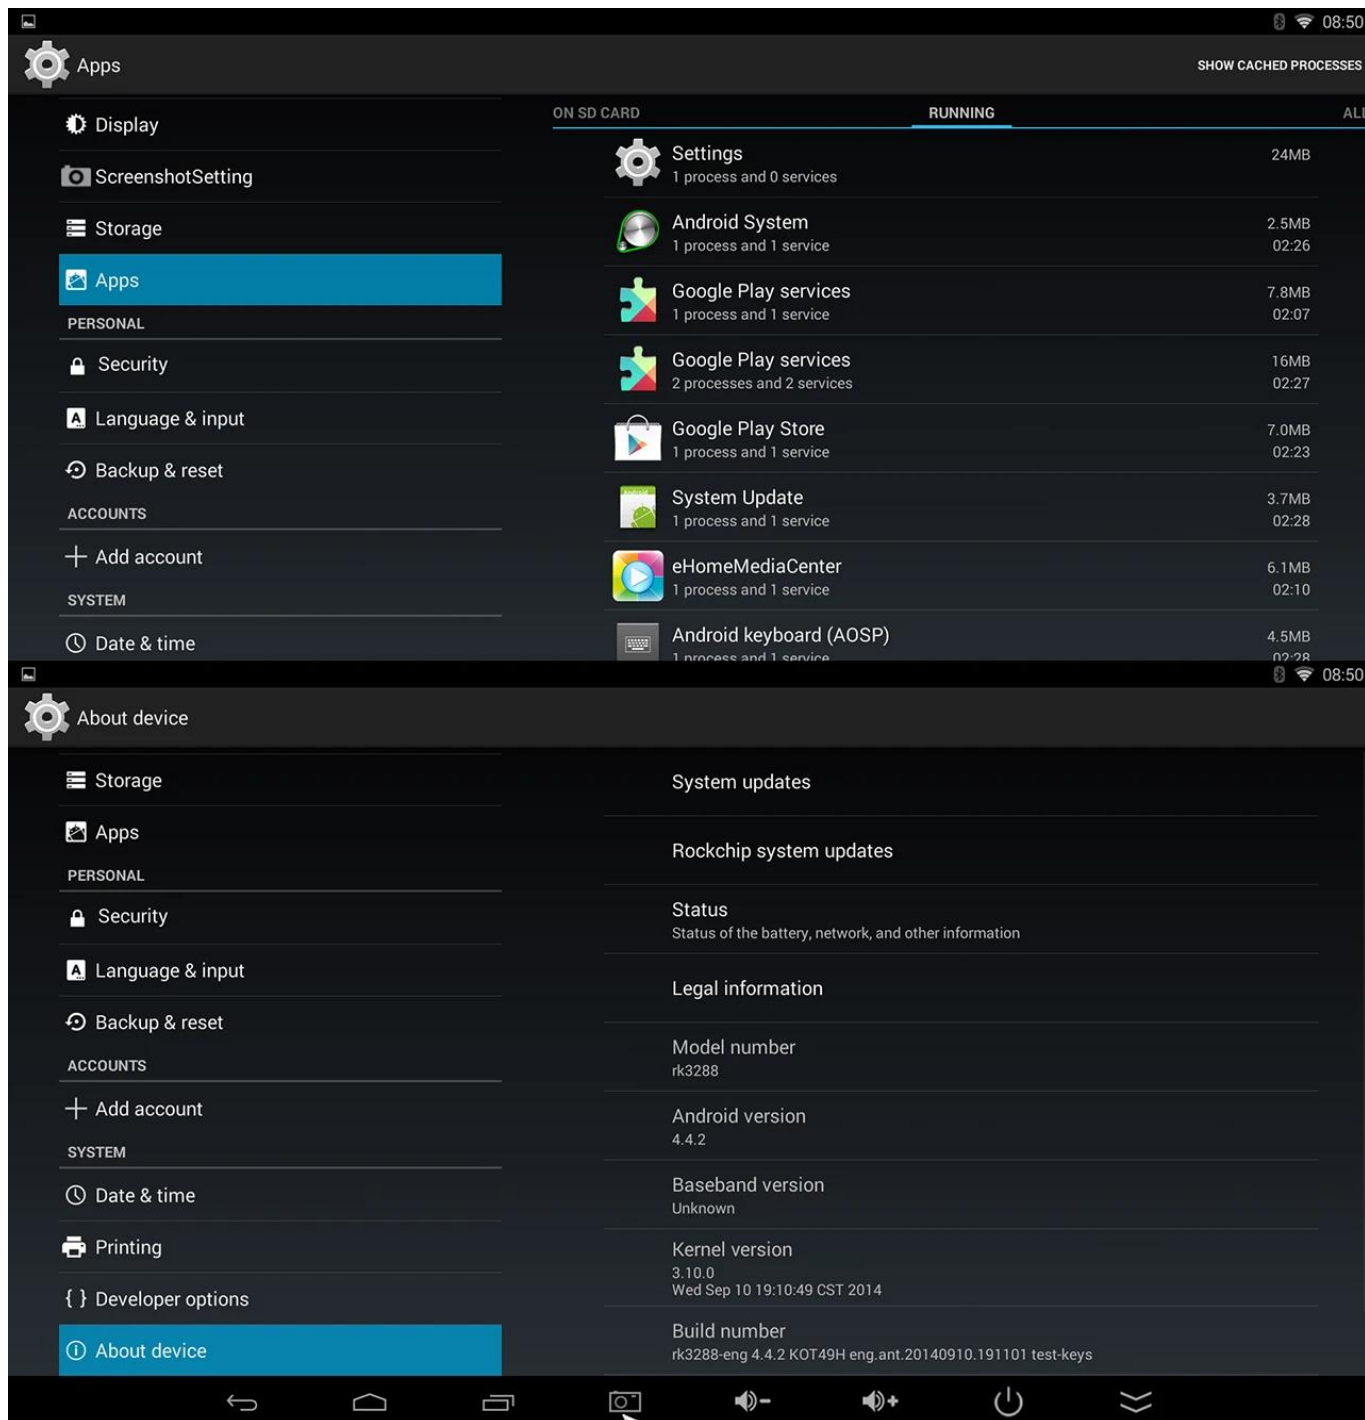 08:50
Apps
SHOW CACHED PROCESSES
Display
ScreenshotSetting
Storage
Apps
PERSONAL
Security
Language & input
Backup & reset
ACCOUNTS
Add account
SYSTEM
Date & time
ON SD CARD
RUNNING
ALL
Settings
24MB
1 process and 0 services
Android System
2.5MB
1 process and 1 service
02:26
Google Play services
7.8MB
1 process and 1 service
02:07
Google Play services
16MB
2 processes and 2 services
02:27
Google Play Store
7.0MB
1 process and 1 service
02:23
System Update
3.7MB
1 process and 1 service
02:28
eHomeMediaCenter
6.1MB
1 process and 1 service
02:10
Android keyboard (AOSP)
4.5MB
1 process and 1 service
02:28
08:50
About device
Storage
Apps
PERSONAL
Security
Language & input
Backup & reset
ACCOUNTS
Add account
SYSTEM
Date & time
Printing
{ } Developer options
About device
System updates
Rockchip system updates
Status
Status of the battery, network, and other information
Legal information
Model number
rk3288
Android version
4.4.2
Baseband version
Unknown
Kernel version
3.10.0
Wed Sep 10 19:10:49 CST 2014
Build number
rk3288-eng 4.4.2 KOT49H eng.ant.20140910.191101 test-keys